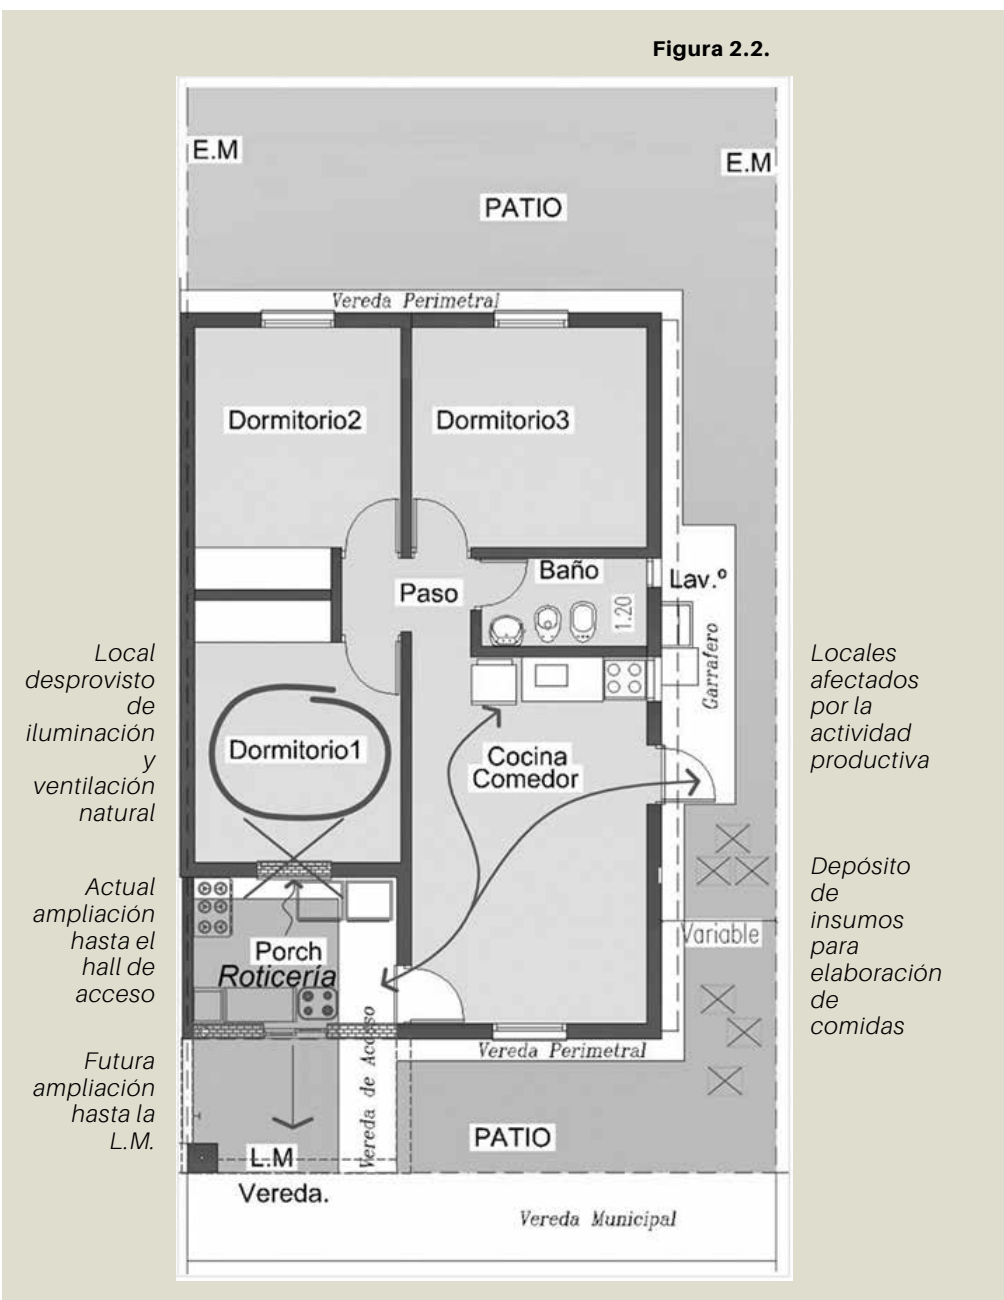 Figura 2.2.
E.M
E.M
PATIO
Vereda Perimetral
Dormitorio2
Dormitorio3
Baño
Lav.º
Paso
1.20
Garrafero
Local
desprovisto
de
iluminación
y
ventilación
natural
Dormitorio1
Cocina
Comedor
Locales
afectados
por la
actividad
productiva
Actual
ampliación
hasta el
hall de
acceso
Porch
Roticería
Variable
Depósito
de
insumos
para
elaboración
de
comidas
Vereda de Acceso
Vereda Perimetral
Futura
ampliación
hasta la
L.M.
PATIO
L.M
Vereda.
Vereda Municipal